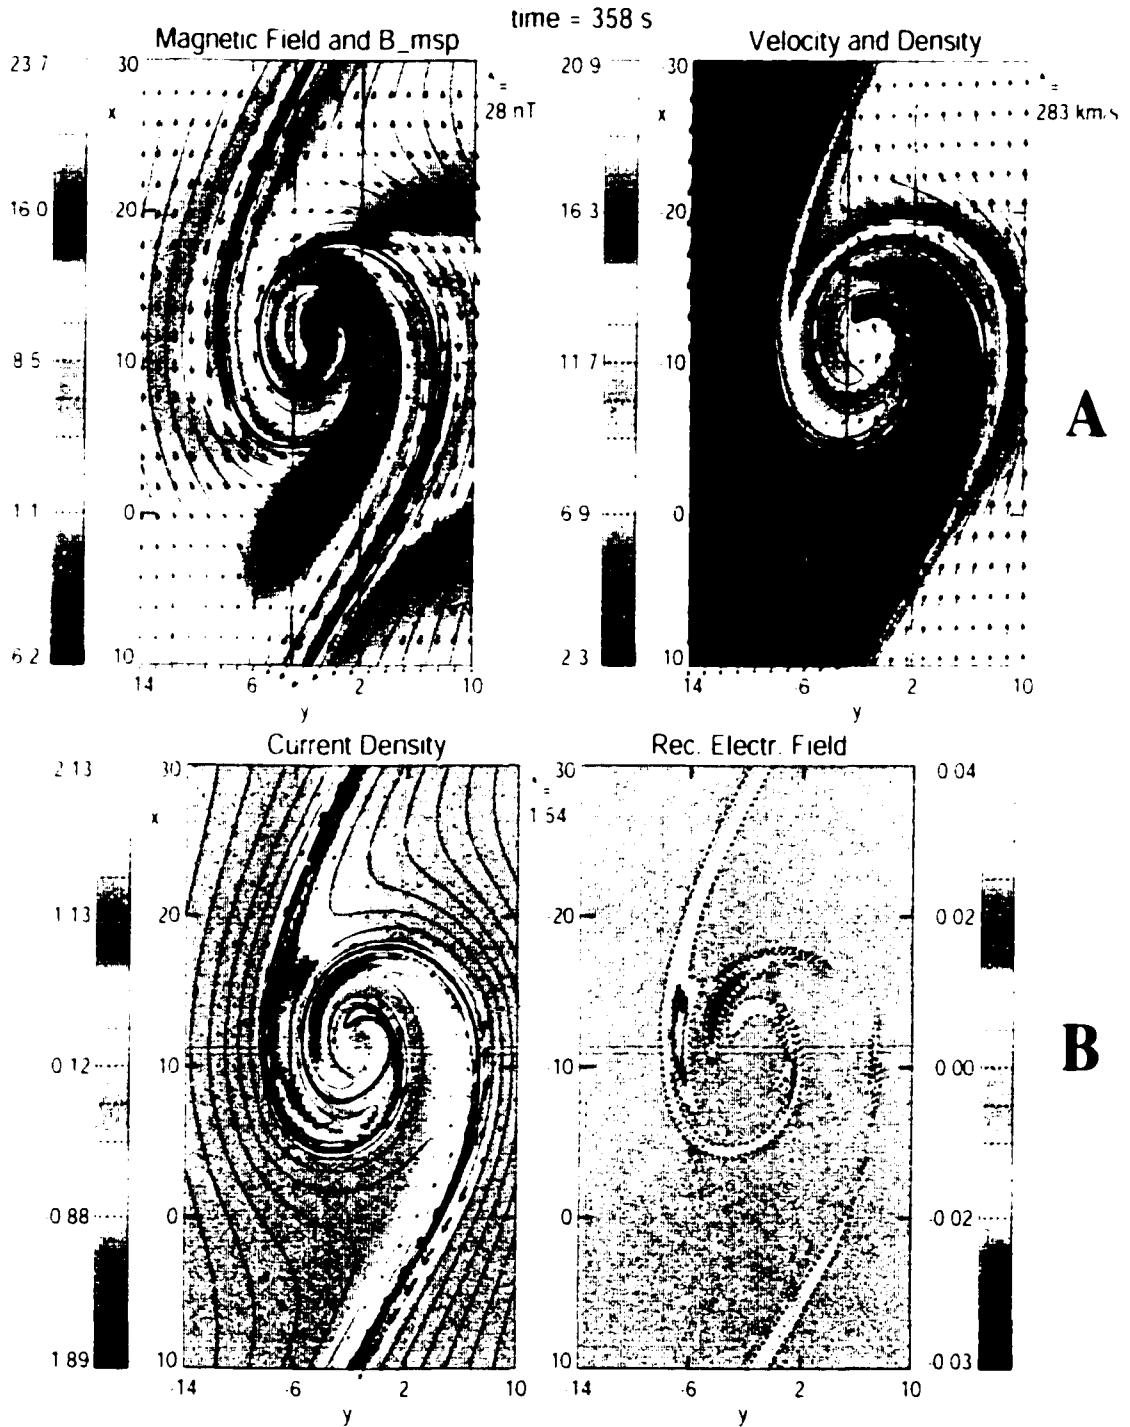 time = 358 s
Magnetic Field and B_msp
Velocity and Density
23 7
30
x
= 28 nT
16 0
20
8 5
10
1 1
0
6 2
10
14 6 2 10
y
20 9
30
x
= 283 km/s
16 3
20
11 7
10
6 9
0
2 3
10
14 -6 2 10
y
A
Current Density
Rec. Electr. Field
2 13
30
x
= 1 54
1 13
20
0 12
10
0 88
0
1 89
10
-14 -6 2 10
y
30
0 04
20
0 02
10
0 00
0
-0 02
10
-0 03
-14 -6 2 10
y
B